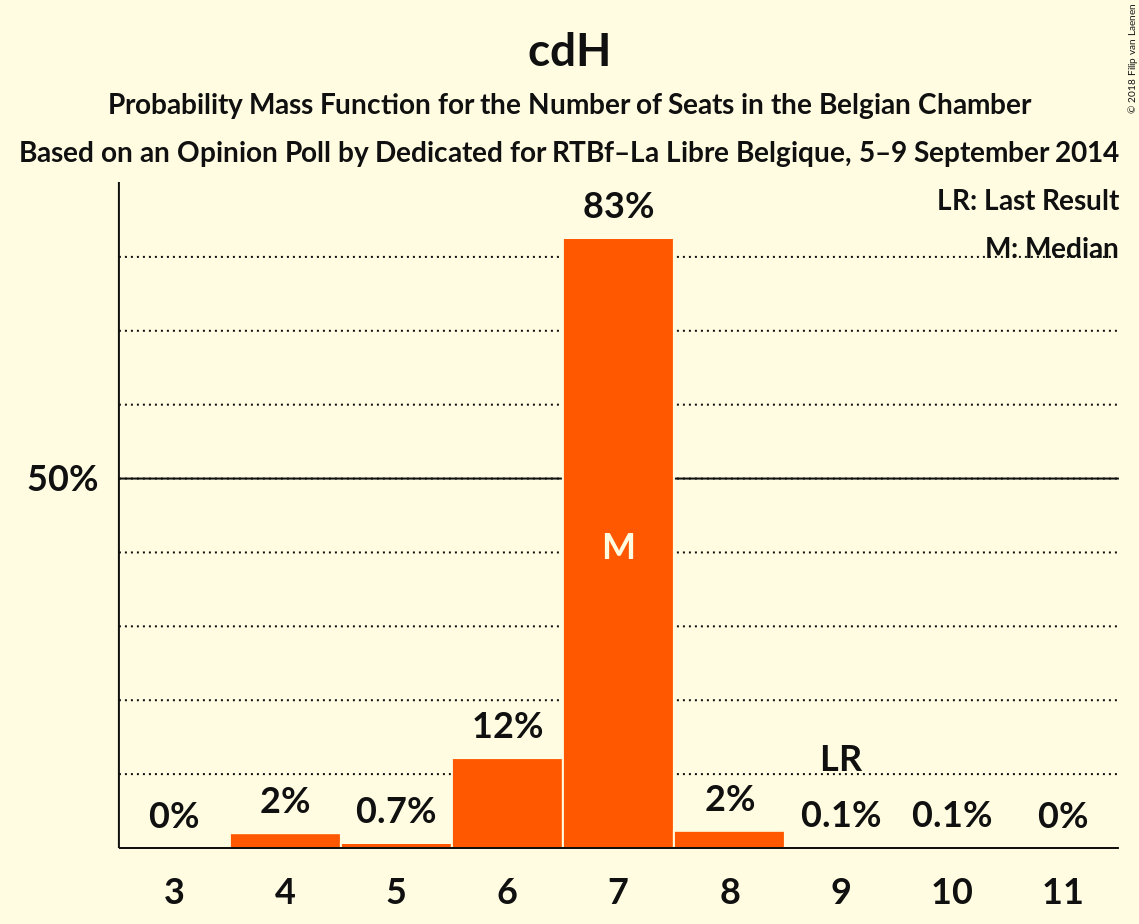 cdH
Probability Mass Function for the Number of Seats in the Belgian Chamber
Based on an Opinion Poll by Dedicated for RTBf–La Libre Belgique, 5–9 September 2014
© 2018 Filip van Laenen
LR: Last Result
M: Median
83%
50%
M
12%
LR
0%
2%
0.7%
2%
0.1%
0.1%
0%
3 4 5 6 7 8 9 10 11